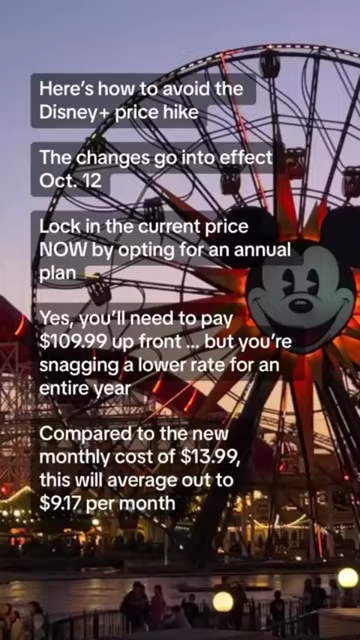 Here's how to avoid the
Disney+ price hike
The changes go into effect
Oct. 12
Lock in the current price
NOW by opting for an annual
plan
Yes, you'll need to pay
$109.99 up front ... but you're
snagging a lower rate for an
entire year
Compared to the new
monthly cost of $13.99,
this will average out to
$9.17 per month